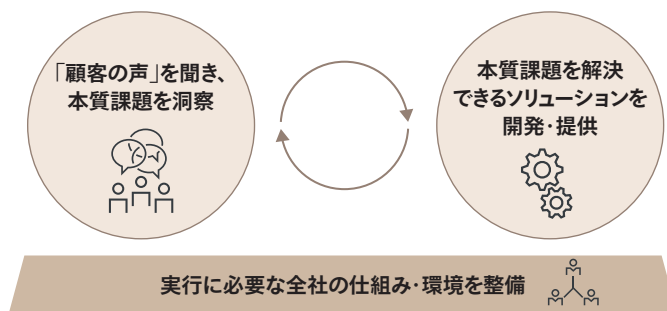 「顧客の声」を聞き、
本質課題を洞察
本質課題を解決
できるソリューションを
開発・提供
実行に必要な全社の仕組み・環境を整備